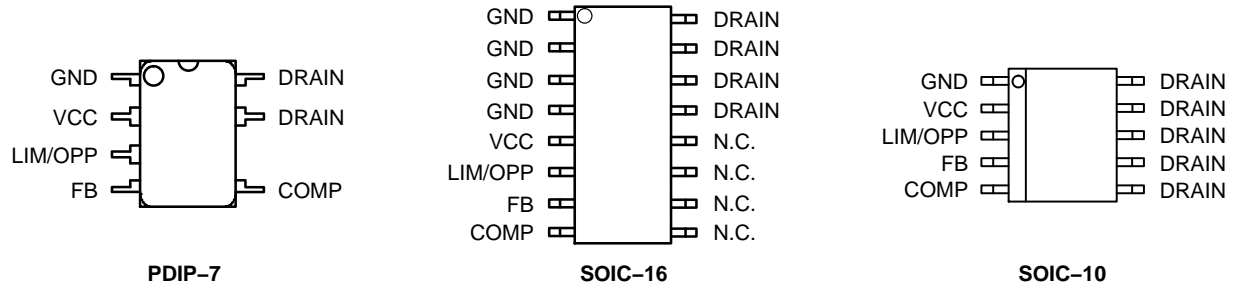 GND DRAIN
VCC DRAIN
LIM/OPP
FB COMP
PDIP–7
GND DRAIN
GND DRAIN
GND DRAIN
GND DRAIN
VCC N.C.
LIM/OPP N.C.
FB N.C.
COMP N.C.
SOIC–16
GND DRAIN
VCC DRAIN
LIM/OPP DRAIN
FB DRAIN
COMP DRAIN
SOIC–10